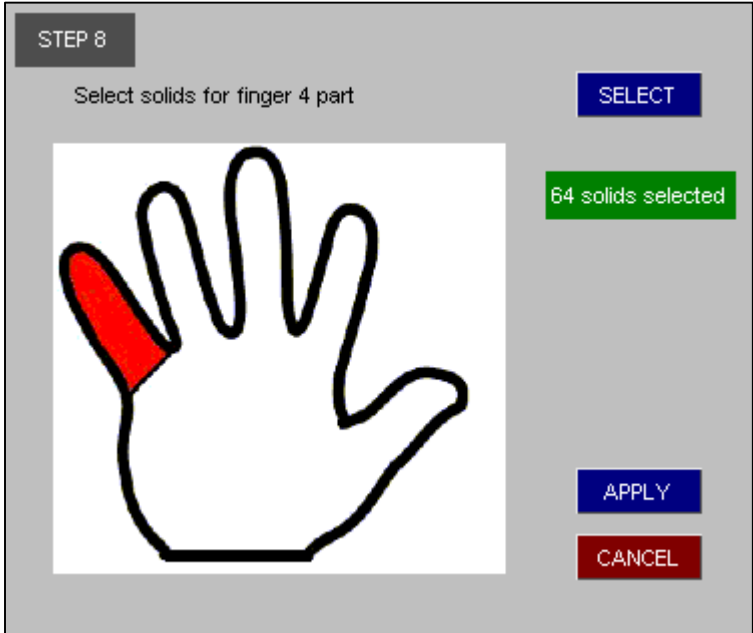 STEP 8
Select solids for finger 4 part
SELECT
64 solids selected
APPLY
CANCEL